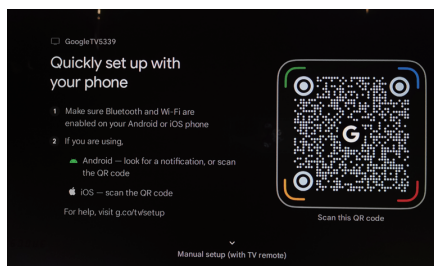 GoogleTV5339
Quickly set up with
your phone
1 Make sure Bluetooth and Wi-Fi are
enabled on your Android or iOS phone
2 If you are using,
Android — look for a notification, or scan
the QR code
iOS — scan the QR code
For help, visit g.co/tv/setup
G
Scan this QR code
Manual setup (with TV remote)